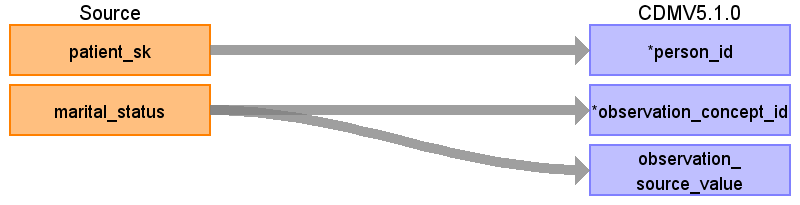 Source
CDMV5.1.0
patient_sk
*person_id
marital_status
*observation_concept_id
observation_
source_value